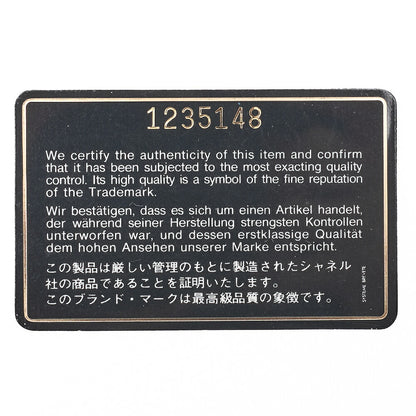 1235148
We certify the authenticity of this item and confirm
that it has been subjected to the most exacting quality
control. Its high quality is a symbol of the fine reputation
of the Trademark.
Wir bestätigen, dass es sich um einen Artikel handelt,
der während seiner Herstellung strengsten Kontrollen
unterworfen war, und dessen erstklassige Qualität
dem hohen Ansehen unserer Marke entspricht.
この製品は厳しい管理のもとに製造されたシャネル
社の商品であることを証明いたします。
このブランド・マークは最高級品質の象徴です。